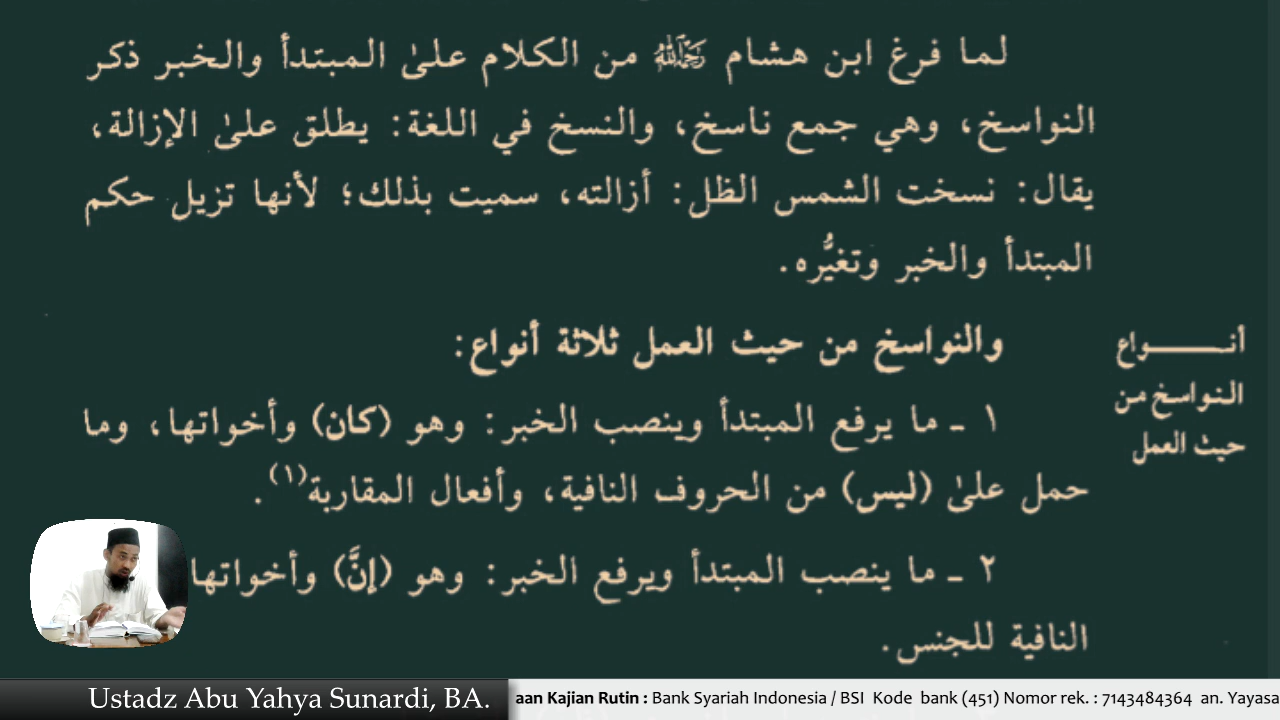 لما فرغ ابن هشام ﵀ من الكلام علىٰ المبتدأ والخبر ذكر
النواسخ، وهي جمع ناسخ، والنسخ في اللغة: يطلق علىٰ الإزالة،
يقال: نسخت الشمس الظل: أزالته، سميت بذلك؛ لأنها تزيل حكم
المبتدأ والخبر وتغيُّره.
والنواسخ من حيث العمل ثلاثة أنواع:
أنـــــواع
النواسخ من
حيث العمل
١ ـ ما يرفع المبتدأ وينصب الخبر: وهو (كان) وأخواتها، وما
حمل علىٰ (ليس) من الحروف النافية، وأفعال المقاربة(١).
٢ ـ ما ينصب المبتدأ ويرفع الخبر: وهو (إنَّ) وأخواتها
النافية للجنس.
Ustadz Abu Yahya Sunardi, BA.
aan Kajian Rutin : Bank Syariah Indonesia / BSI Kode bank (451) Nomor rek. : 7143484364 an. Yayasa